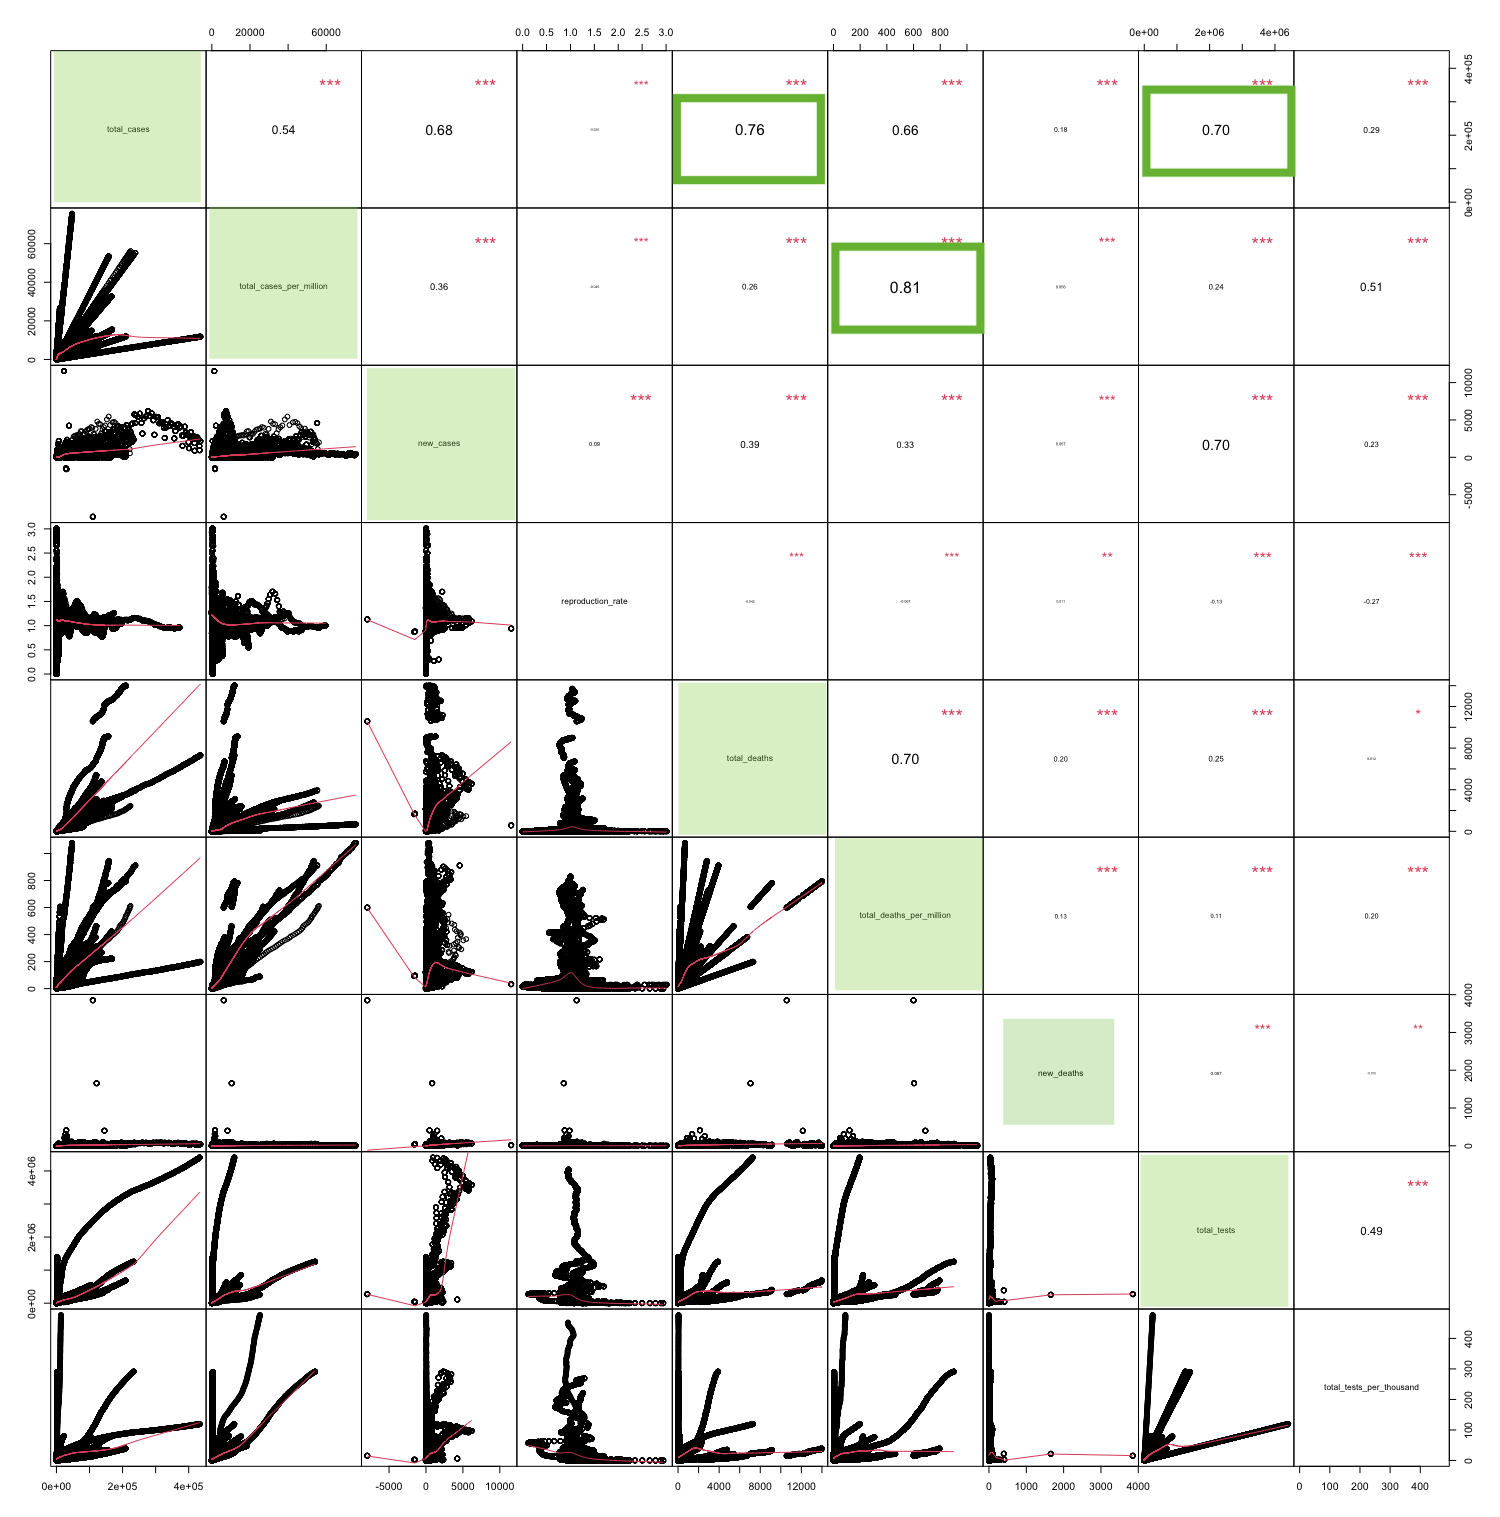 0 20000 60000
0.0 0.5 1.0 1.5 2.0 2.5 3.0
0 200 400 600 800
0e+00 2e+06 4e+06
*** *** *** *** *** *** *** ***
total_cases 0.54 0.68 0.76 0.66 0.18 0.70 0.29
0e+00 2e+05 4e+05
*** *** *** *** *** *** ***
0 20000 40000 60000
total_cases_per_million 0.36 0.26 0.81 0.24 0.51
*** *** *** *** *** ***
new_cases 0.09 0.39 0.33 0.70 0.23
-5000 0 5000 10000
*** *** ** *** ***
0.0 0.5 1.0 1.5 2.0 2.5 3.0
reproduction_rate -0.13 -0.27
*** *** *** *
total_deaths 0.70 0.20 0.25
0 4000 8000 12000
*** *** ***
0 200 400 600 800
total_deaths_per_million 0.13 0.11 0.20
*** **
new_deaths
0 1000 2000 3000 4000
***
0e+00 2e+06 4e+06
total_tests 0.49
total_tests_per_thousand
0 100 200 300 400
0e+00 2e+05 4e+05
-5000 0 5000 10000
0 4000 8000 12000
0 1000 2000 3000 4000
0 100 200 300 400